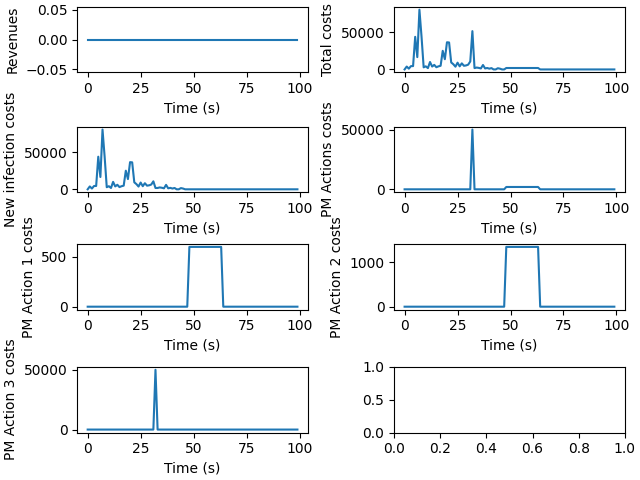 Revenues
0.05
0.00
−0.05
0 25 50 75 100
Time (s)
Total costs
50000
0
0 25 50 75 100
Time (s)
New infection costs
50000
0
0 25 50 75 100
Time (s)
PM Actions costs
50000
0
0 25 50 75 100
Time (s)
PM Action 1 costs
500
0
0 25 50 75 100
Time (s)
PM Action 2 costs
1000
0
0 25 50 75 100
Time (s)
PM Action 3 costs
50000
0
0 25 50 75 100
Time (s)
1.0
0.5
0.0
0.0 0.2 0.4 0.6 0.8 1.0